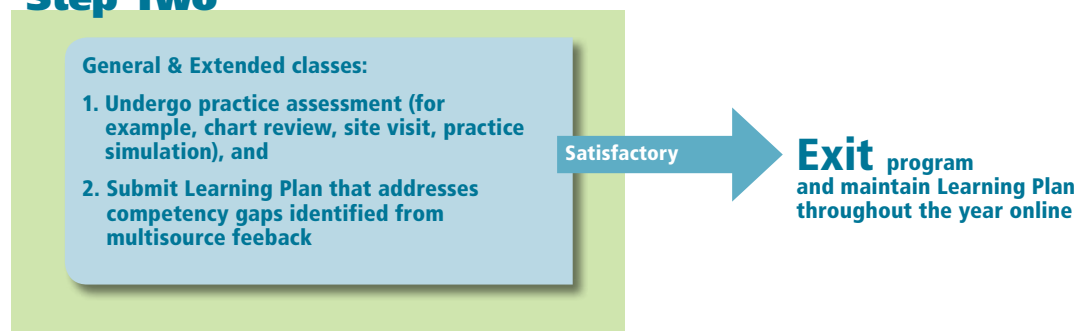 Step Two
General & Extended classes:
1. Undergo practice assessment (for
example, chart review, site visit, practice
simulation), and
2. Submit Learning Plan that addresses
competency gaps identified from
multisource feeback
Satisfactory
Exit program
and maintain Learning Plan
throughout the year online